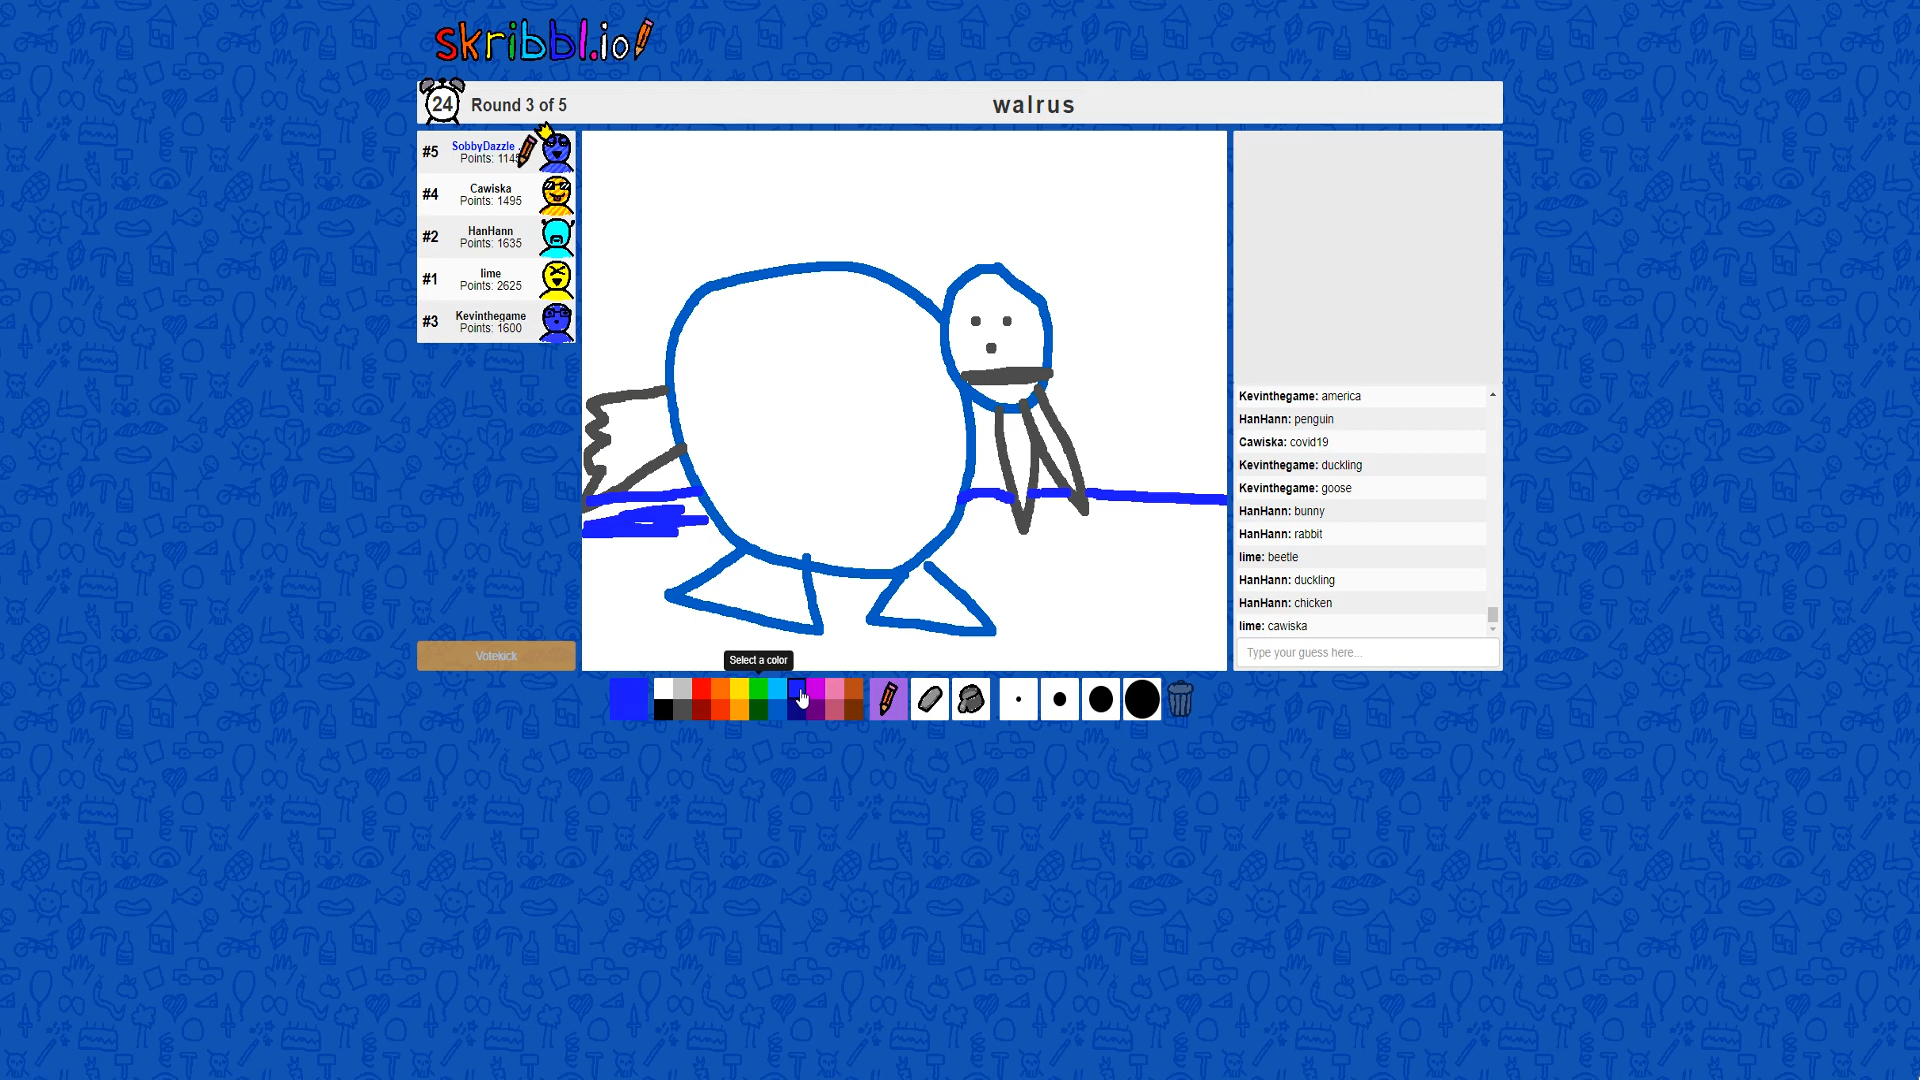 skribbl.io
24
Round 3 of 5
walrus
#5
SobbyDazzle
Points: 1145
#4
Cawiska
Points: 1495
#2
HanHann
Points: 1635
#1
lime
Points: 2625
#3
Kevinthegame
Points: 1600
Votekick
Kevinthegame: america
HanHann: penguin
Cawiska: covid19
Kevinthegame: duckling
Kevinthegame: goose
HanHann: bunny
HanHann: rabbit
lime: beetle
HanHann: duckling
HanHann: chicken
lime: cawiska
Type your guess here...
Select a color